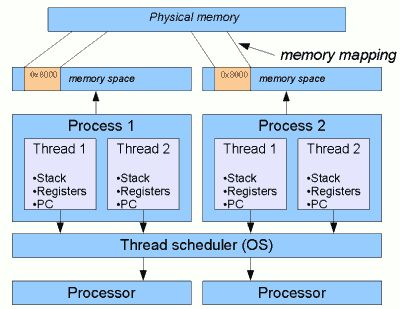 Physical memory
memory mapping
0x8000 memory space
0x8000 memory space
Process 1
Process 2
Thread 1
Thread 2
Thread 1
Thread 2
•Stack
•Registers
•PC
•Stack
•Registers
•PC
•Stack
•Registers
•PC
•Stack
•Registers
•PC
Thread scheduler (OS)
Processor
Processor